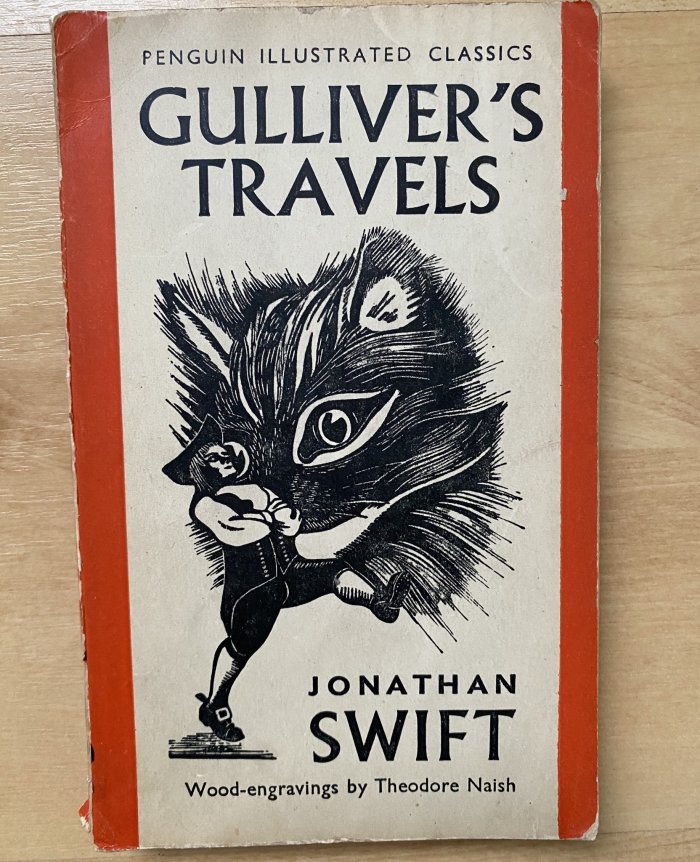 PENGUIN ILLUSTRATED CLASSICS
GULLIVER'S
TRAVELS
JONATHAN
SWIFT
Wood-engravings by Theodore Naish